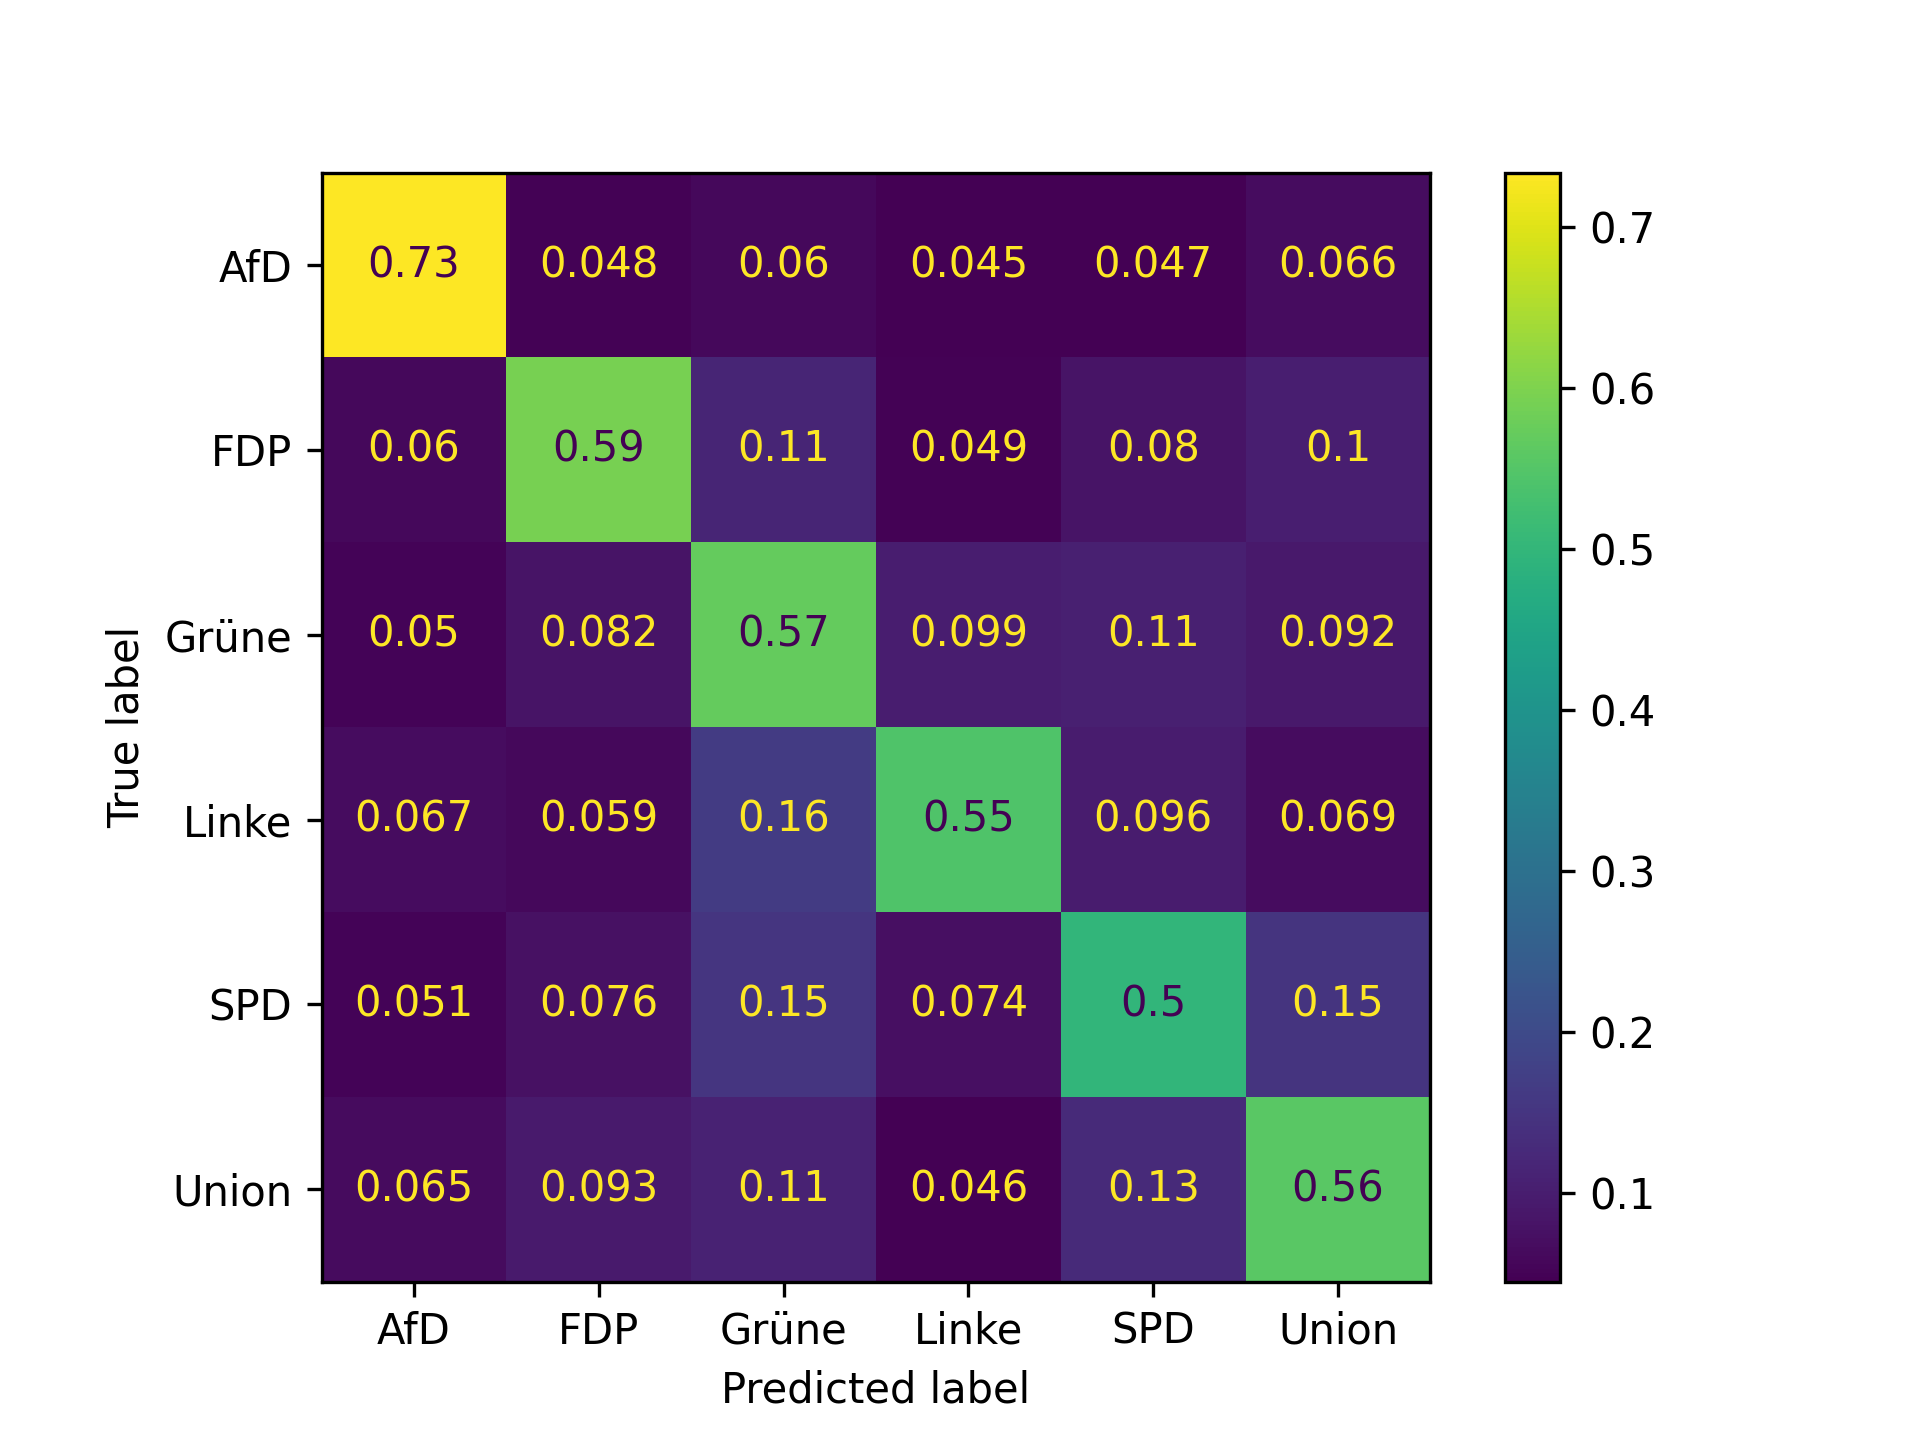 AfD 0.73 0.048 0.06 0.045 0.047 0.066
FDP 0.06 0.59 0.11 0.049 0.08 0.1
Grüne 0.05 0.082 0.57 0.099 0.11 0.092
Linke 0.067 0.059 0.16 0.55 0.096 0.069
SPD 0.051 0.076 0.15 0.074 0.5 0.15
Union 0.065 0.093 0.11 0.046 0.13 0.56
AfD FDP Grüne Linke SPD Union
Predicted label
True label
0.7
0.6
0.5
0.4
0.3
0.2
0.1